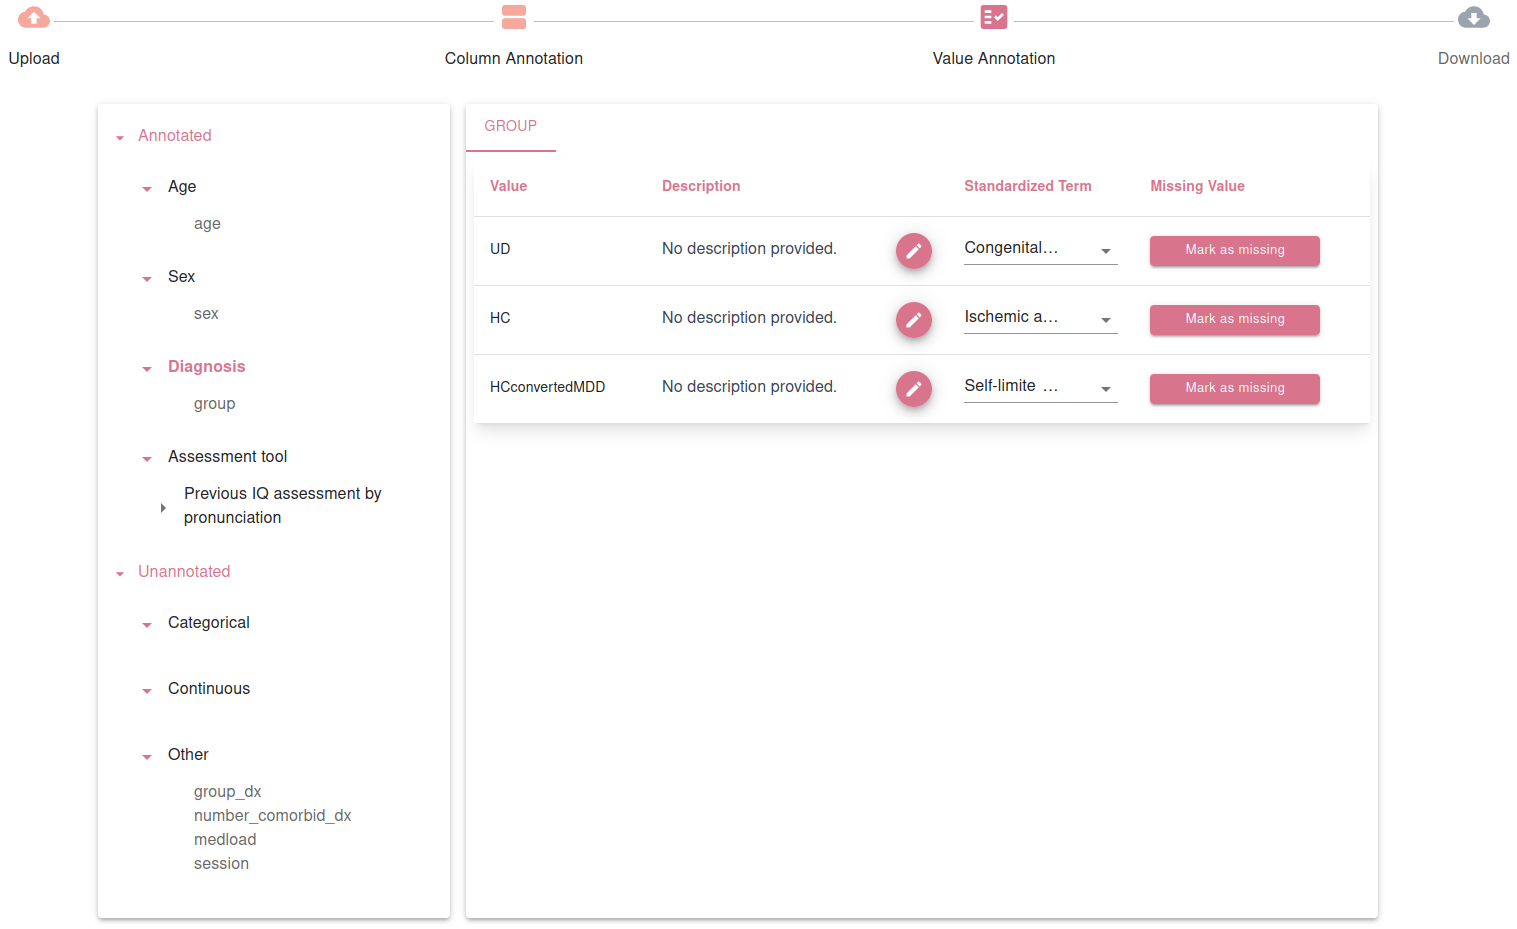 Upload
Column Annotation
Value Annotation
Download
Annotated
Age
age
Sex
sex
Diagnosis
group
Assessment tool
Previous IQ assessment by
pronunciation
Unannotated
Categorical
Continuous
Other
group_dx
number_comorbid_dx
medload
session
GROUP
Value Description Standardized Term Missing Value
UD No description provided. Congenital... Mark as missing
HC No description provided. Ischemic a... Mark as missing
HCconvertedMDD No description provided. Self-limite ... Mark as missing